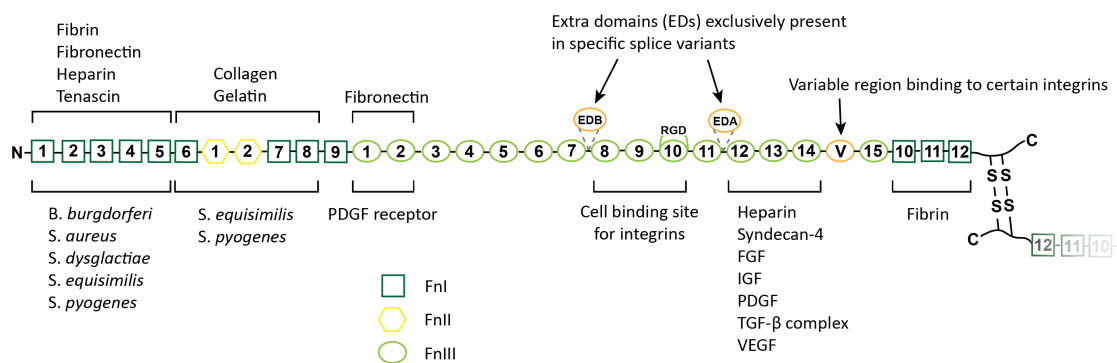 Fibrin
Fibronectin
Heparin
Tenascin
Collagen
Gelatin
Fibronectin
Extra domains (EDs) exclusively present
in specific splice variants
Variable region binding to certain integrins
EDB
RGD
EDA
N 1 2 3 4 5 6 1 2 7 8 9 1 2 3 4 5 6 7 8 9 10 11 12 13 14 V 15 10 11 12 C
S S
S S
C 12 11 10
B. burgdorferi
S. aureus
S. dysglactiae
S. equisimilis
S. pyogenes
S. equisimilis
S. pyogenes
PDGF receptor
Cell binding site
for integrins
Heparin
Syndecan-4
FGF
IGF
PDGF
TGF-β complex
VEGF
Fibrin
FnI
FnII
FnIII